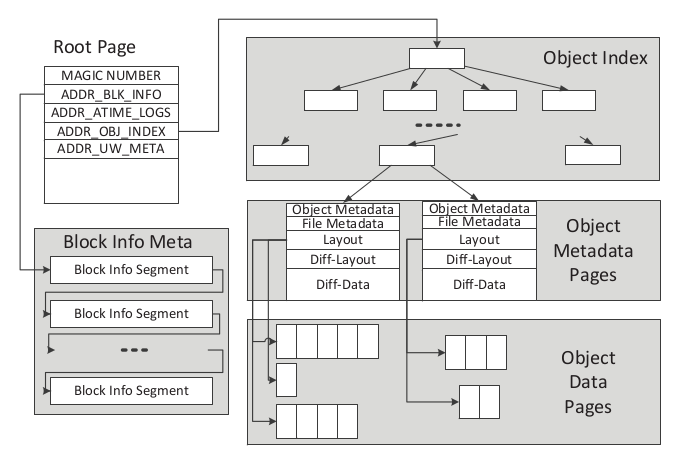 Root Page
MAGIC NUMBER
ADDR_BLK_INFO
ADDR_ATIME_LOGS
ADDR_OBJ_INDEX
ADDR_UW_META
Object Index
Block Info Meta
Block Info Segment
Block Info Segment
Block Info Segment
Object Metadata
File Metadata
Layout
Diff-Layout
Diff-Data
Object Metadata
File Metadata
Layout
Diff-Layout
Diff-Data
Object
Metadata
Pages
Object
Data
Pages